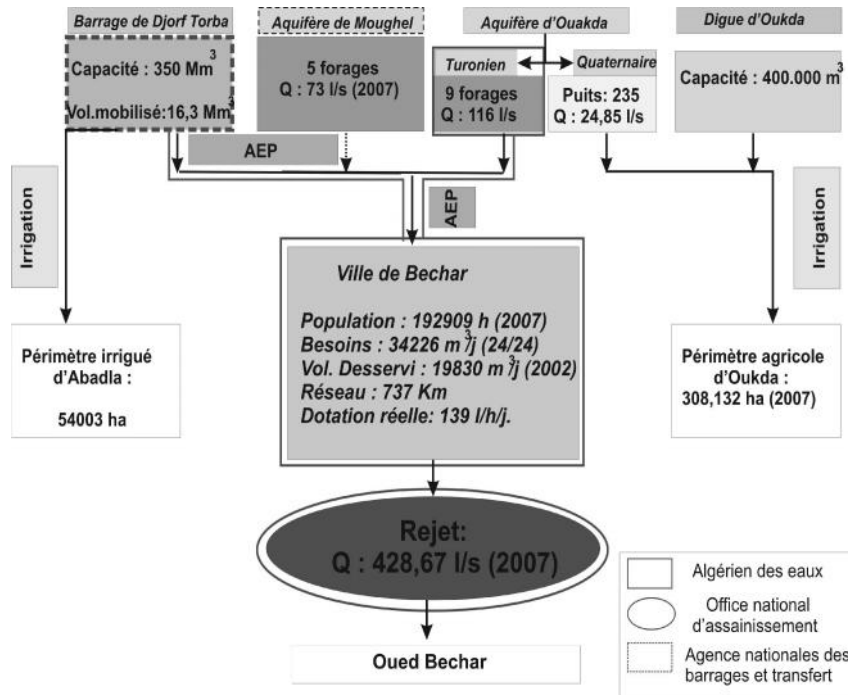 Barrage de Djorf Torba
Capacité : 350 Mm3
Vol.mobilisé:16,3 Mm3
Aquifère de Moughel
5 forages
Q : 73 l/s (2007)
Aquifère d'Ouakda
Turonien
9 forages
Q : 116 l/s
Quaternaire
Puits: 235
Q : 24,85 l/s
Digue d'Oukda
Capacité : 400.000 m3
AEP
AEP
Irrigation
Irrigation
Ville de Bechar
Population : 192909 h (2007)
Besoins : 34226 m3/j (24/24)
Vol. Desservi : 19830 m3/j (2002)
Réseau : 737 Km
Dotation réelle: 139 l/h/j.
Périmètre irrigué
d'Abadla :
54003 ha
Périmètre agricole
d'Oukda :
308,132 ha (2007)
Rejet:
Q : 428,67 l/s (2007)
Oued Bechar
Algérien des eaux
Office national
d'assainissement
Agence nationales des
barrages et transfert